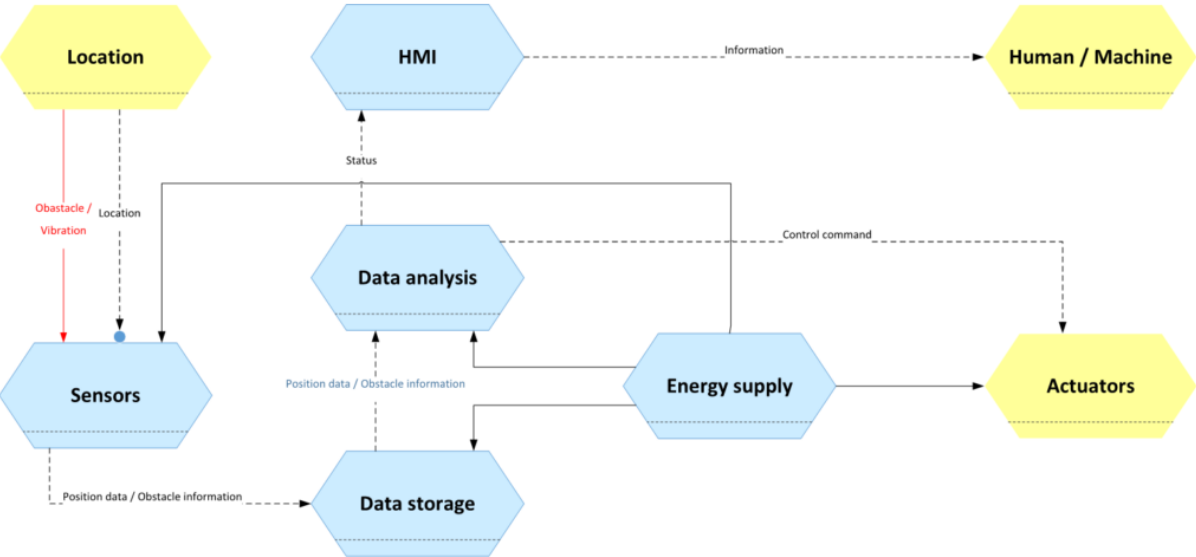 Location
HMI
Information
Human / Machine
Status
Obastacle /
Vibration
Location
Control command
Data analysis
Position data / Obstacle information
Sensors
Energy supply
Actuators
Position data / Obstacle information
Data storage